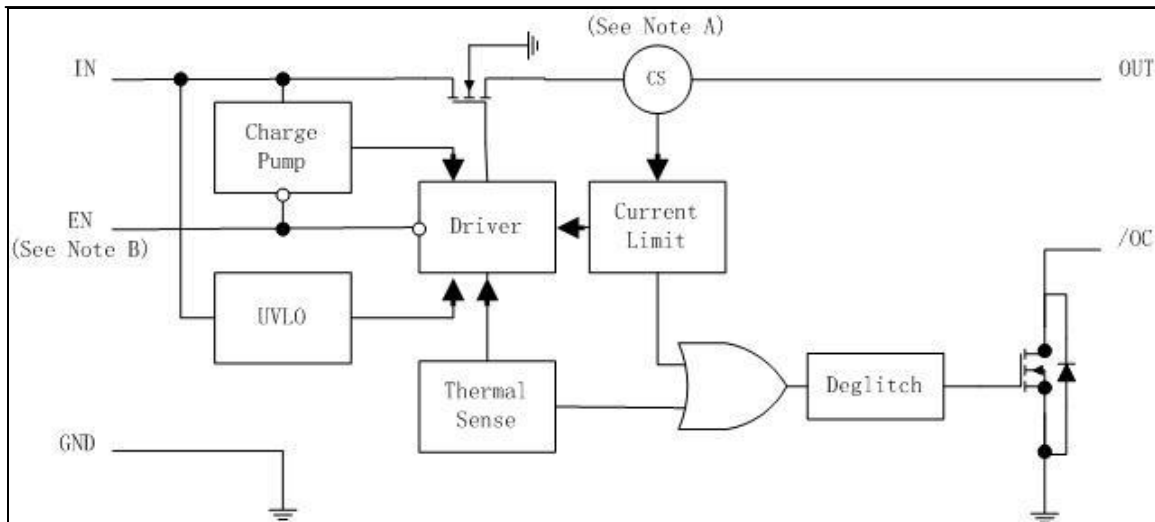 (See Note A)
IN
CS
OUT
Charge
Pump
EN
(See Note B)
Driver
Current
Limit
/OC
UVLO
Thermal
Sense
Deglitch
GND